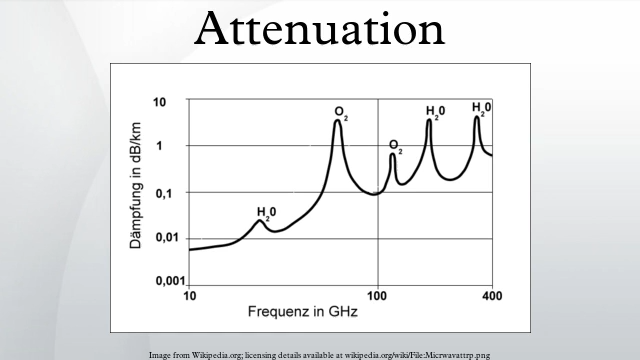 Attenuation
Dämpfung in dB/km
10
1
0,1
0,01
0,001
H20
O2
O2
H20
H20
10
100
400
Frequenz in GHz
Image from Wikipedia.org; licensing details available at wikipedia.org/wiki/File:Micrwavattrp.png